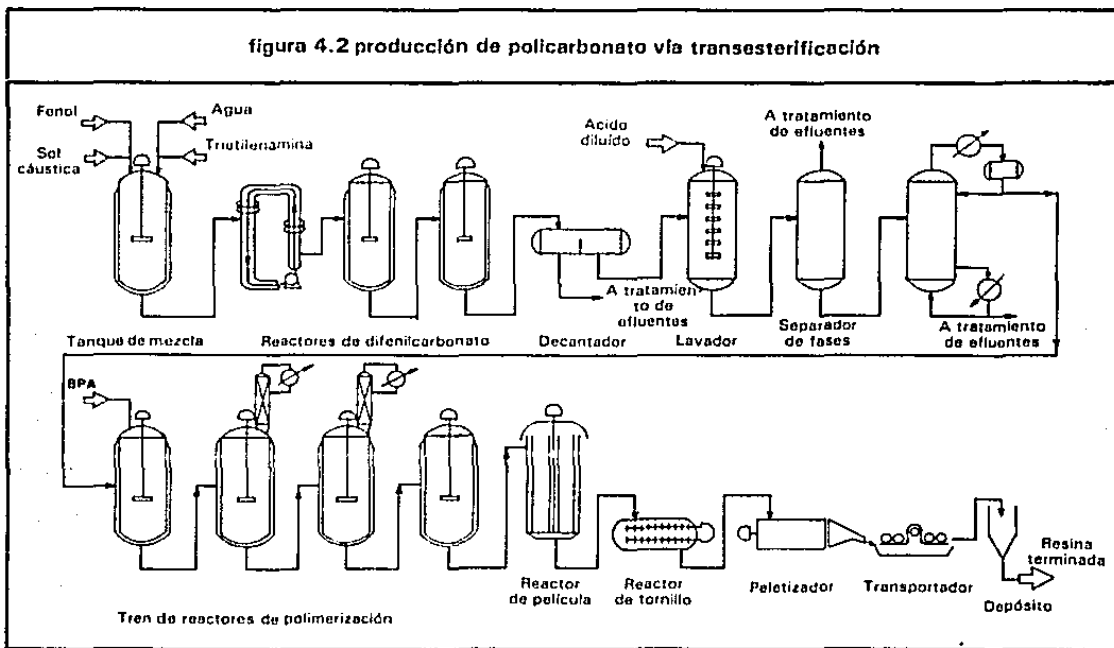 figura 4.2 producción de policarbonato vía transesterificación
Fenol
Agua
Sol
cáustica
Triutilenamina
Acido
diluído
A tratamiento
de efluentes
A tratamien
to de
efluentes
Tanque de mezcla
Reactores de difenilcarbonato
Decantador
Lavador
Separador
de fases
A tratamiento
de efluentes
BPA
Tren de reactores de polimerización
Reactor
de película
Reactor
de tornillo
Peletizador
Transportador
Resina
terminada
Depósito